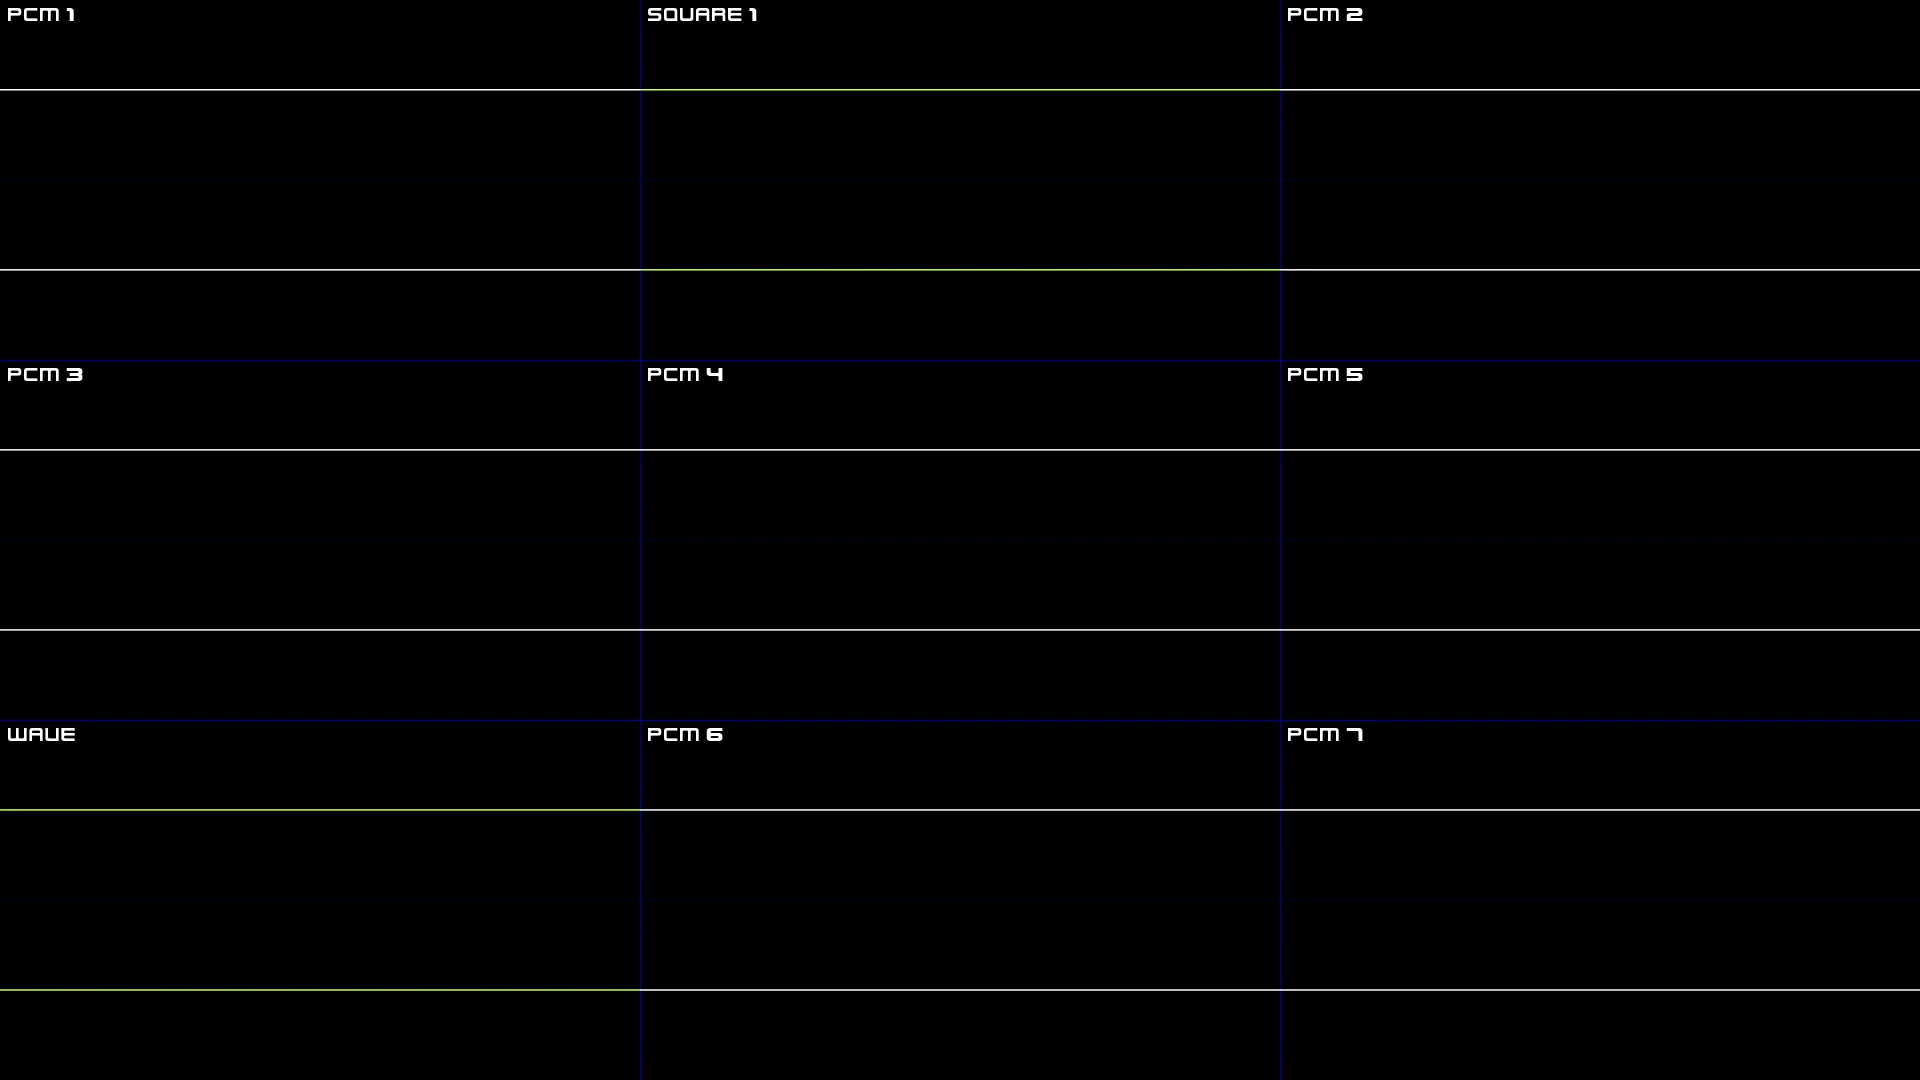 PCM 1
SQUARE 1
PCM 2
PCM 3
PCM 4
PCM 5
WAVE
PCM 6
PCM 7